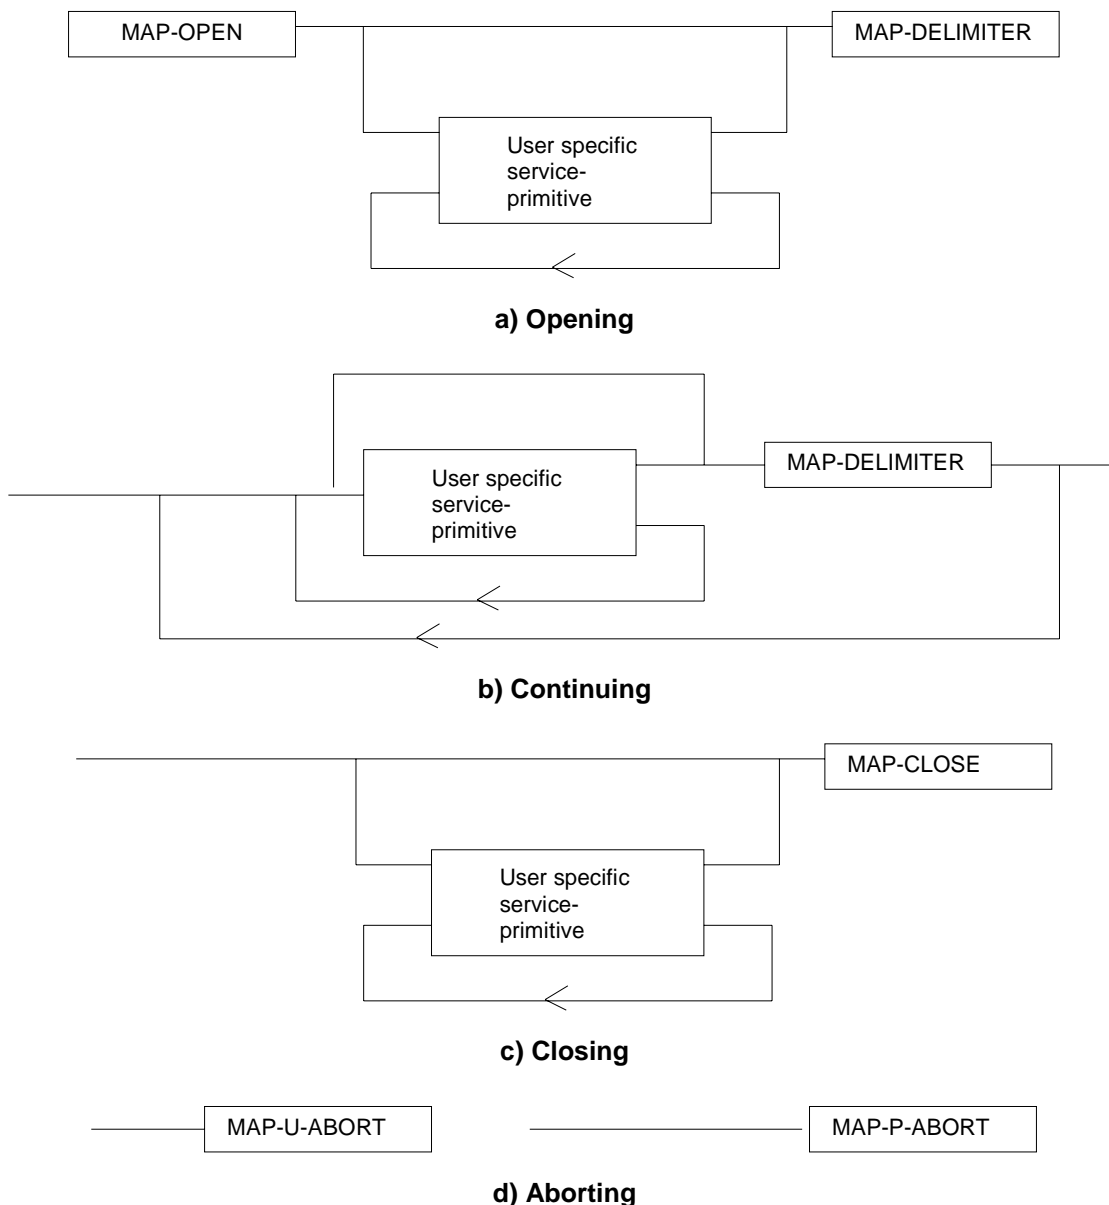 MAP-OPEN
MAP-DELIMITER
User specific
service-
primitive
a) Opening
User specific
service-
primitive
MAP-DELIMITER
b) Continuing
MAP-CLOSE
User specific
service-
primitive
c) Closing
MAP-U-ABORT
MAP-P-ABORT
d) Aborting